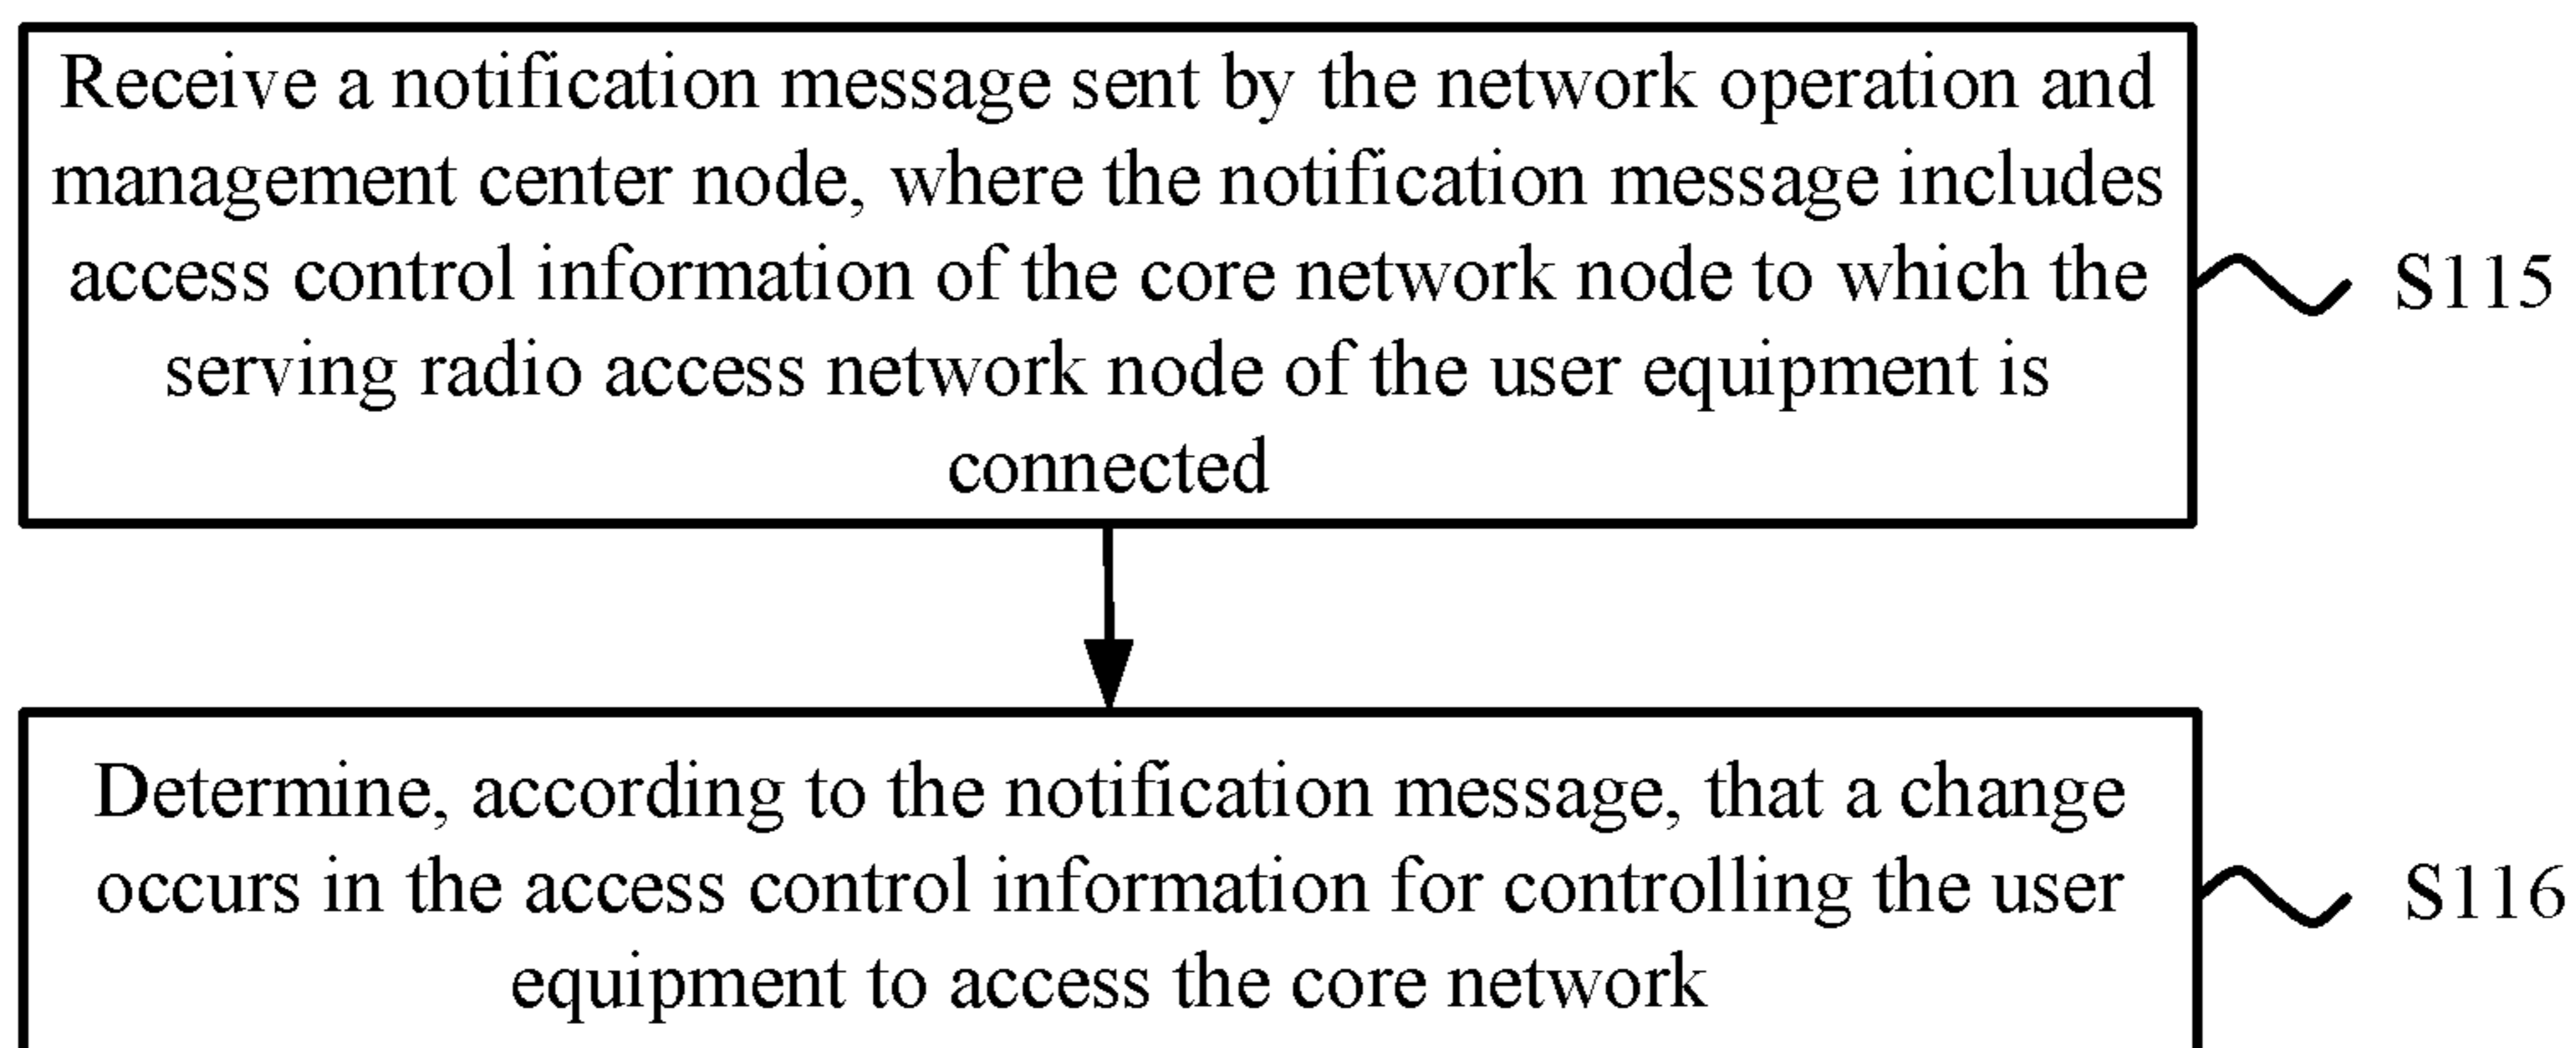 Receive a notification message sent by the network operation and
management center node, where the notification message includes
access control information of the core network node to which the
serving radio access network node of the user equipment is
connected
S115
Determine, according to the notification message, that a change
occurs in the access control information for controlling the user
equipment to access the core network
S116